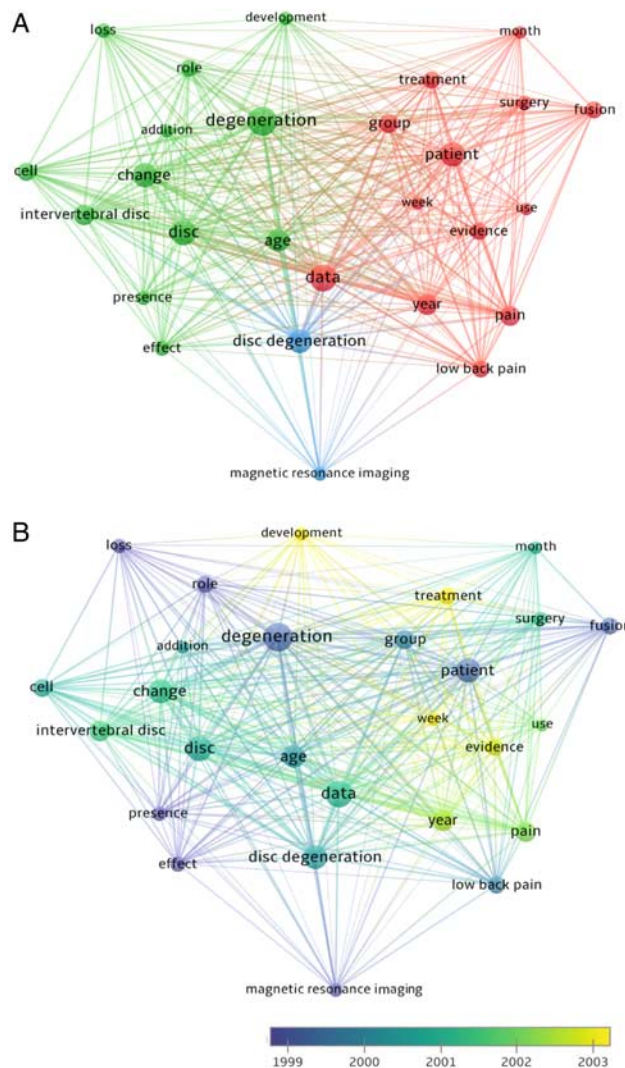 A
loss
development
month
role
treatment
surgery
fusion
degeneration
group
addition
patient
cell
change
week
use
intervertebral disc
disc
age
evidence
data
presence
year
pain
disc degeneration
effect
low back pain
magnetic resonance imaging
B
development
loss
month
role
treatment
surgery
fusion
degeneration
group
addition
patient
cell
change
week
use
intervertebral disc
disc
age
evidence
data
presence
year
pain
disc degeneration
effect
low back pain
magnetic resonance imaging
1999 2000 2001 2002 2003